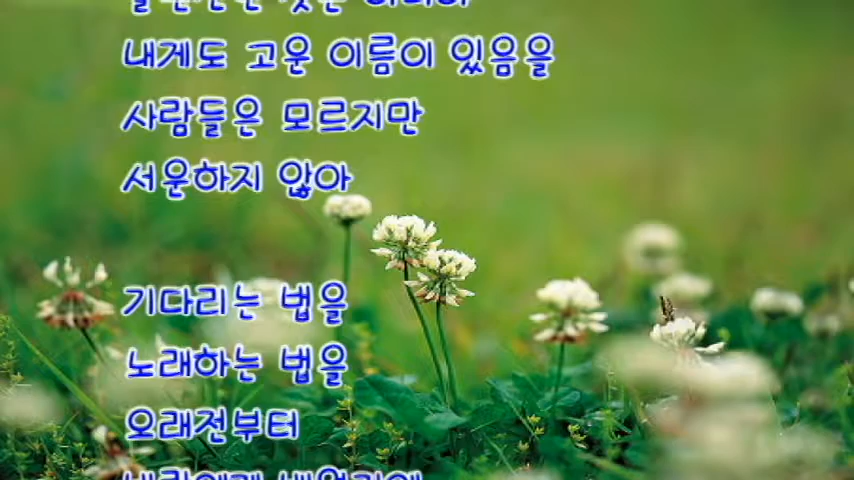 내게도 고운 이름이 있음을
사람들은 모르지만
서운하지 않아
기다리는 법을
노래하는 법을
오래전부터